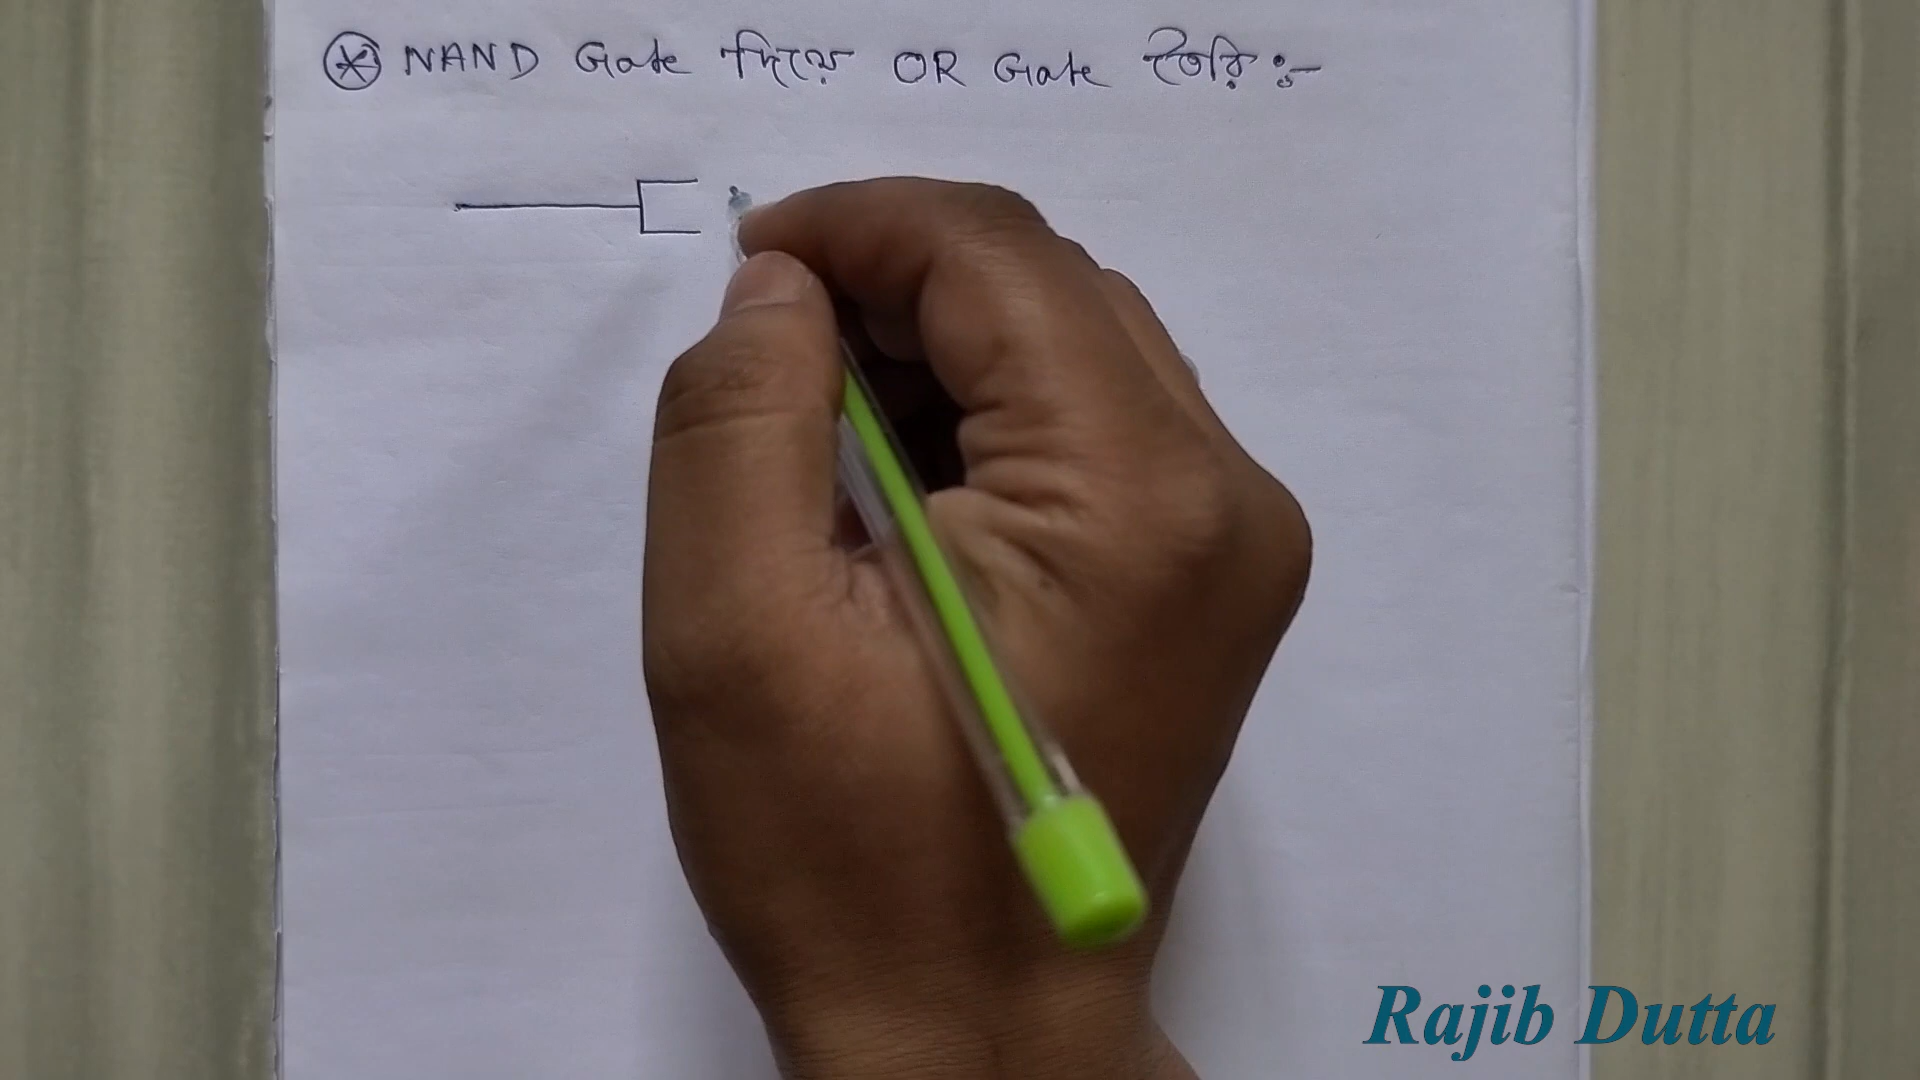 NAND Gate দিয়ে OR Gate তৈরি :-
Rajib Dutta